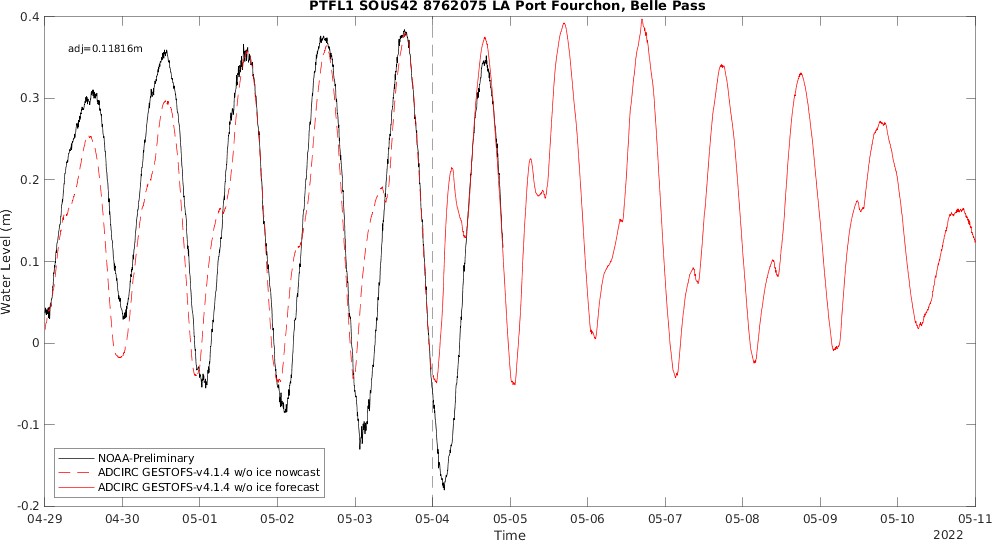 PTFL1 SOUS42 8762075 LA Port Fourchon, Belle Pass
adj=0.11816m
0.4
0.3
0.2
0.1
0
-0.1
-0.2
Water Level (m)
NOAA-Preliminary
ADCIRC GESTOFS-v4.1.4 w/o ice nowcast
ADCIRC GESTOFS-v4.1.4 w/o ice forecast
04-29 04-30 05-01 05-02 05-03 05-04 05-05 05-06 05-07 05-08 05-09 05-10 05-11
Time
2022